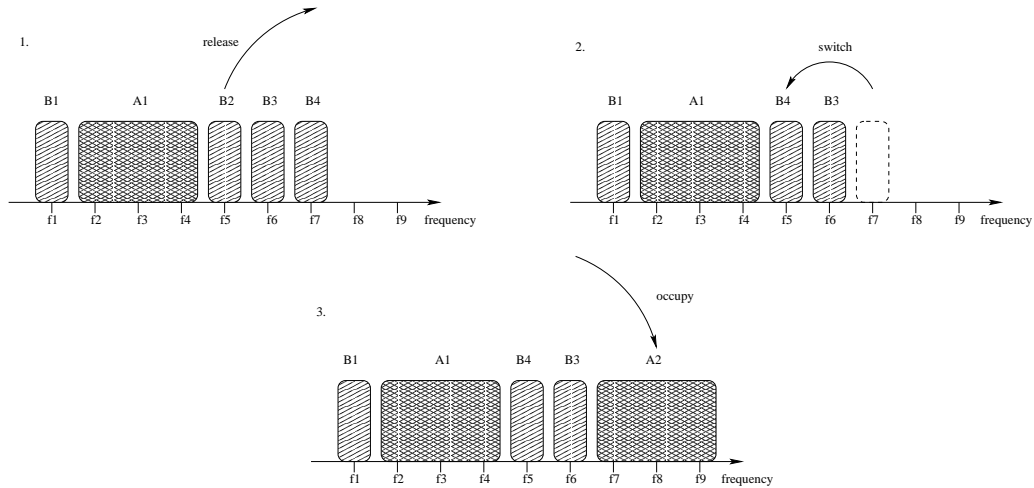 1.
release
B1 A1 B2 B3 B4
f1 f2 f3 f4 f5 f6 f7 f8 f9 frequency
2.
switch
B1 A1 B4 B3
f1 f2 f3 f4 f5 f6 f7 f8 f9 frequency
3.
occupy
B1 A1 B4 B3 A2
f1 f2 f3 f4 f5 f6 f7 f8 f9 frequency